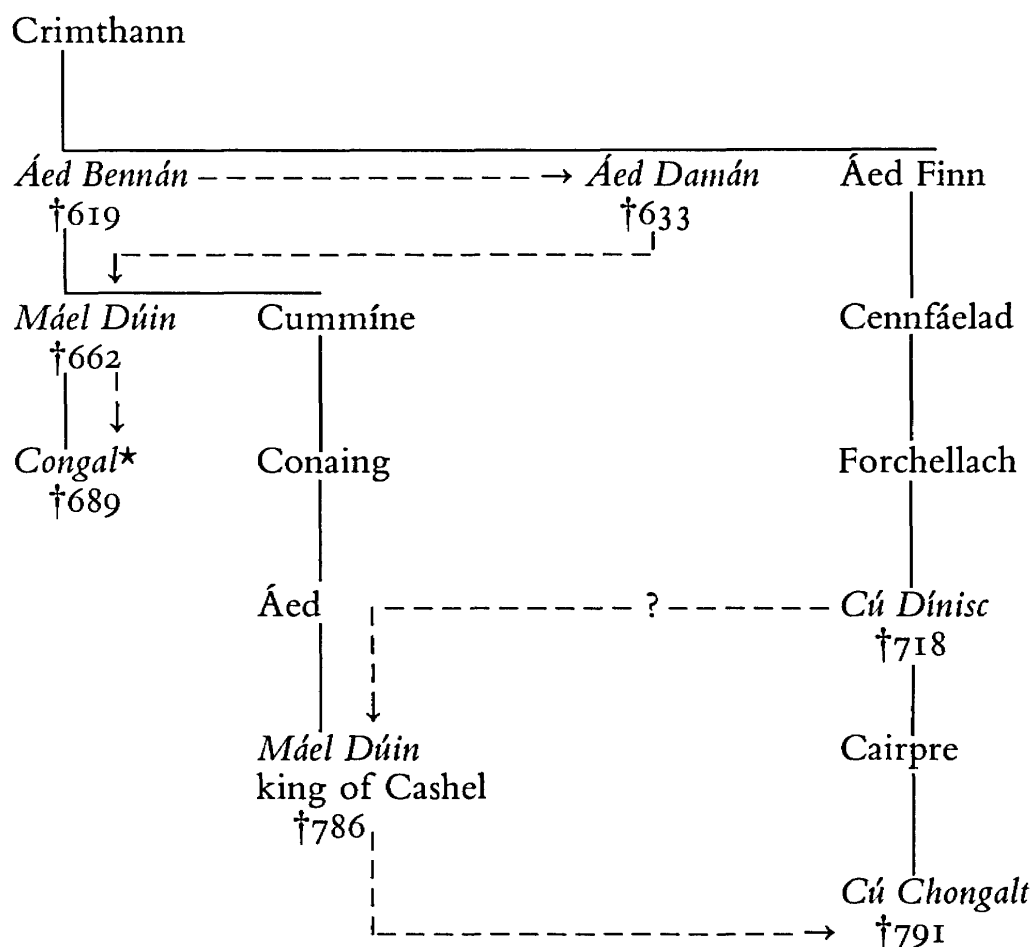 Crimthann
Áed Bennán Áed Damán Áed Finn
†619 †633
Máel Dúin Cummíne Cennfáelad
†662
Congal★ Conaing Forchellach
†689
Áed ? Cú Dínisc
†718
Máel Dúin Cairpre
king of Cashel
†786
Cú Chongalt
†791